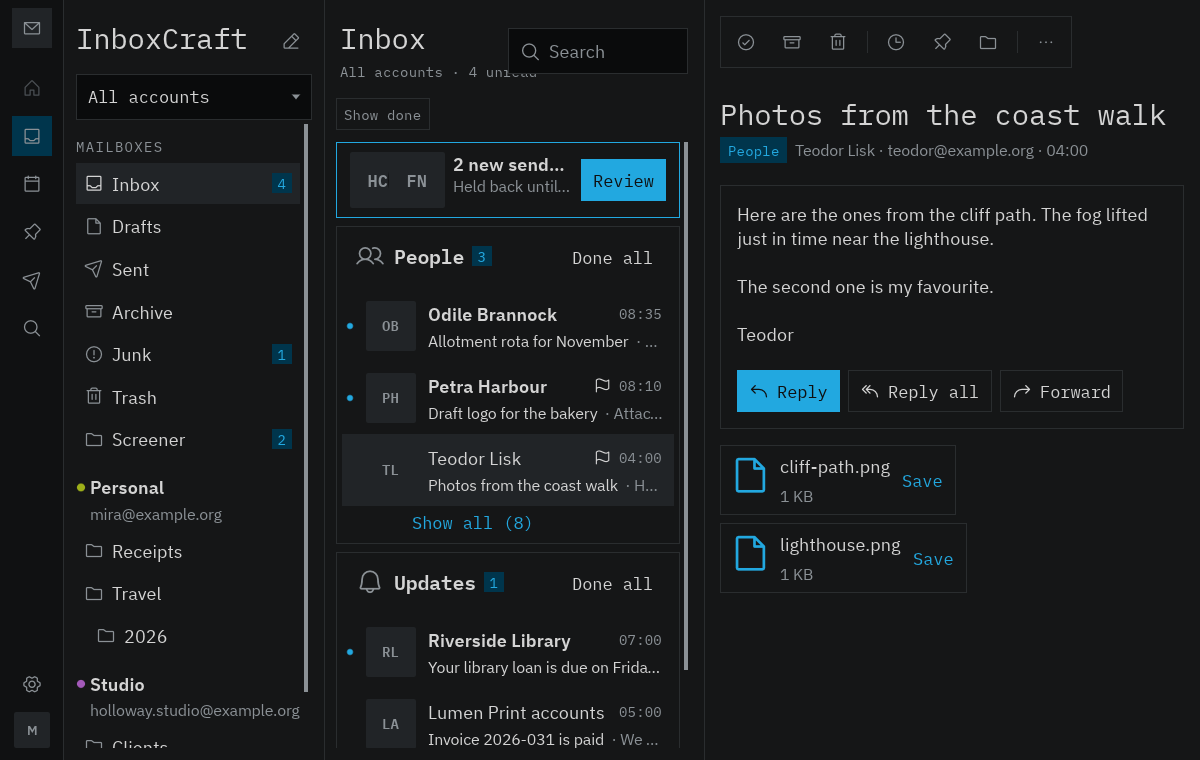 InboxCraft
All accounts
MAILBOXES
Inbox 4
Drafts
Sent
Archive
Junk 1
Trash
Screener 2
Personal
mira@example.org
Receipts
Travel
2026
Studio
holloway.studio@example.org
Clients
M
Inbox
Search
All accounts · 4 unread
Show done
HC FN
2 new send...
Held back until...
Review
People 3
Done all
OB
Odile Brannock 08:35
Allotment rota for November · ...
PH
Petra Harbour 08:10
Draft logo for the bakery · Attac...
TL
Teodor Lisk 04:00
Photos from the coast walk · H...
Show all (8)
Updates 1
Done all
RL
Riverside Library 07:00
Your library loan is due on Frida...
LA
Lumen Print accounts 05:00
Invoice 2026-031 is paid · We ...
Photos from the coast walk
People Teodor Lisk · teodor@example.org · 04:00
Here are the ones from the cliff path. The fog lifted
just in time near the lighthouse.
The second one is my favourite.
Teodor
Reply
Reply all
Forward
cliff-path.png
1 KB
Save
lighthouse.png
1 KB
Save